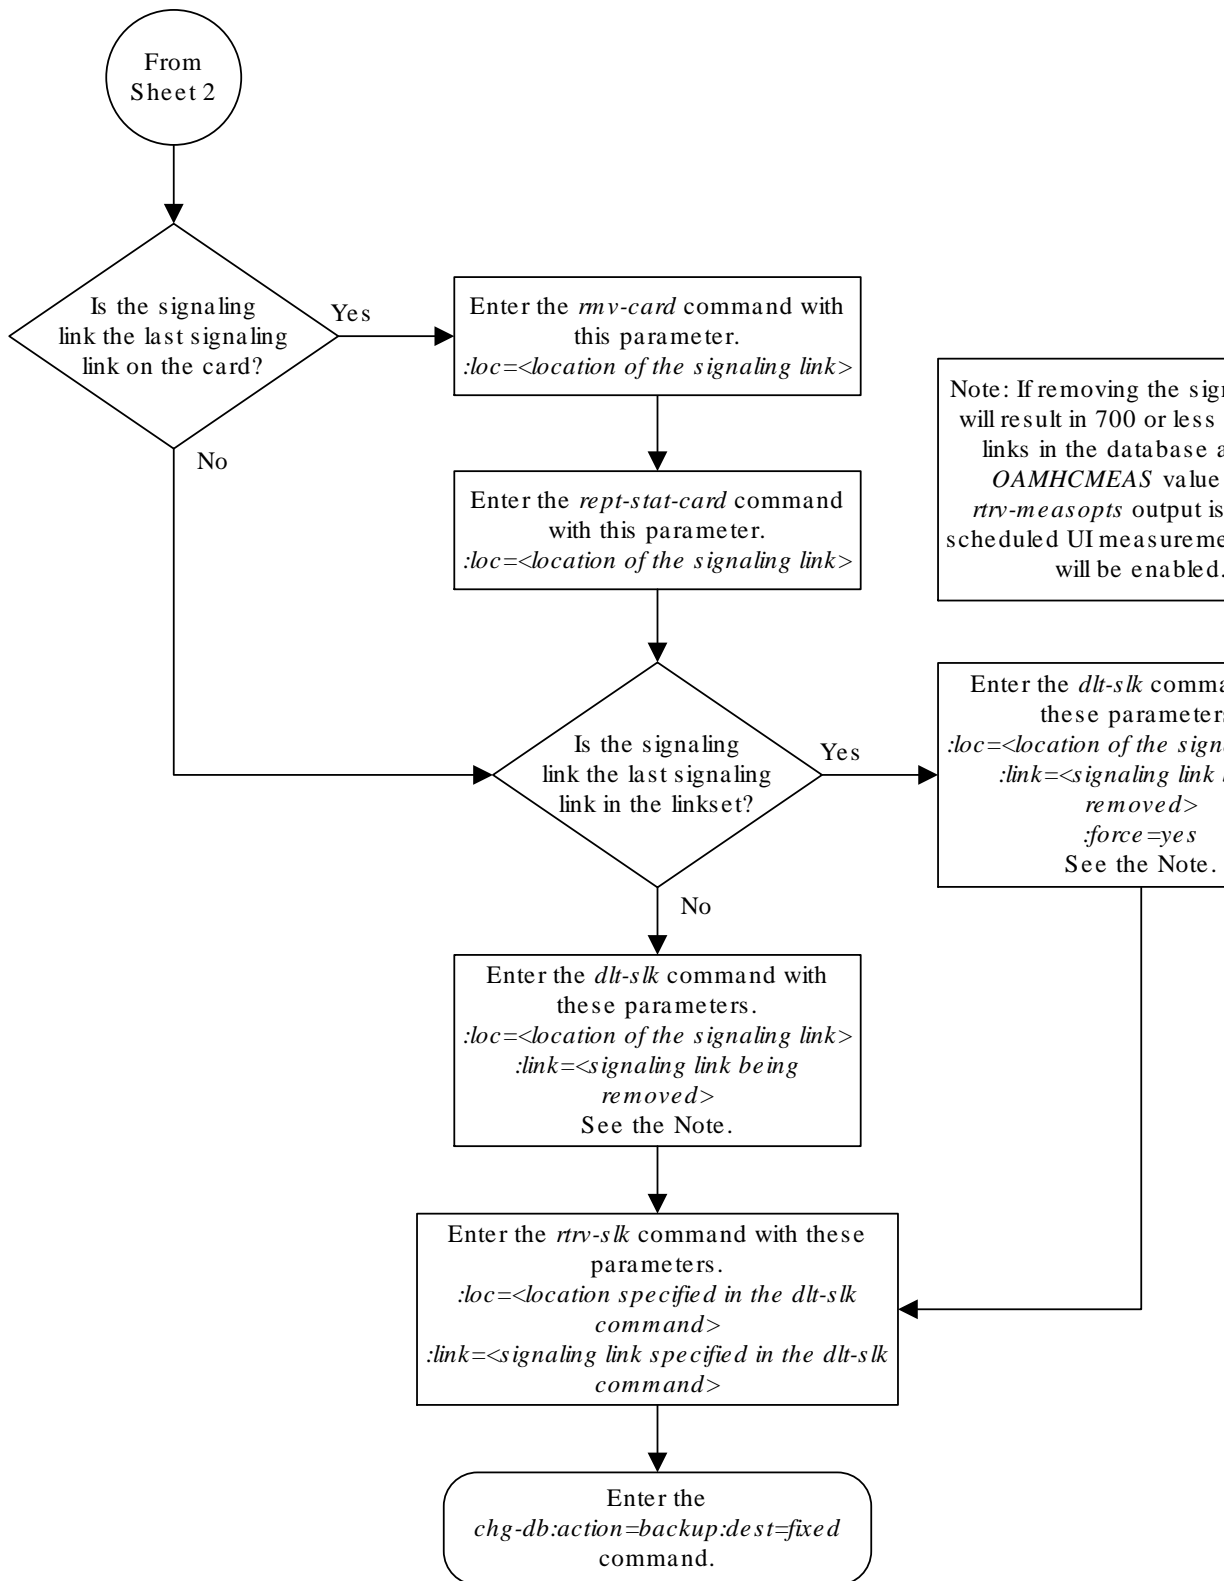 From
Sheet 2
Is the signaling
link the last signaling
link on the card?
Yes
No
Enter the rmv-card command with
this parameter.
:loc=<location of the signaling link>
Enter the rept-stat-card command
with this parameter.
:loc=<location of the signaling link>
Note: If removing the
will result in 700 or less
links in the database
OAMHCMEAS value
rtrv-measopts output is
scheduled UI
will be enabled.
Is the signaling
link the last signaling
link in the linkset?
Yes
No
Enter the dlt-slk
these
:loc=<location of the
:link=<signaling link
removed>
:force=yes
See the Note.
Enter the dlt-slk command with
these parameters.
:loc=<location of the signaling link>
:link=<signaling link being
removed>
See the Note.
Enter the rtrv-slk command with these
parameters.
:loc=<location specified in the dlt-slk
command>
:link=<signaling link specified in the dlt-slk
command>
Enter the
chg-db:action=backup:dest=fixed
command.